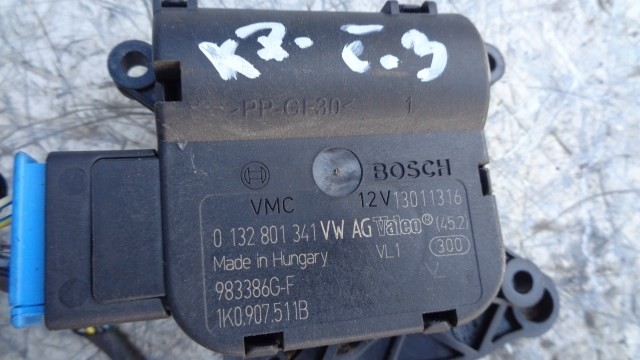 K7. Č.3
>PP-GF30< 1
BOSCH
VMC 12V 13011316
0 132 801 341 VW AG Valeo® (45.2)
Made in Hungary VL1 300
983386G-F
1K0.907.511B